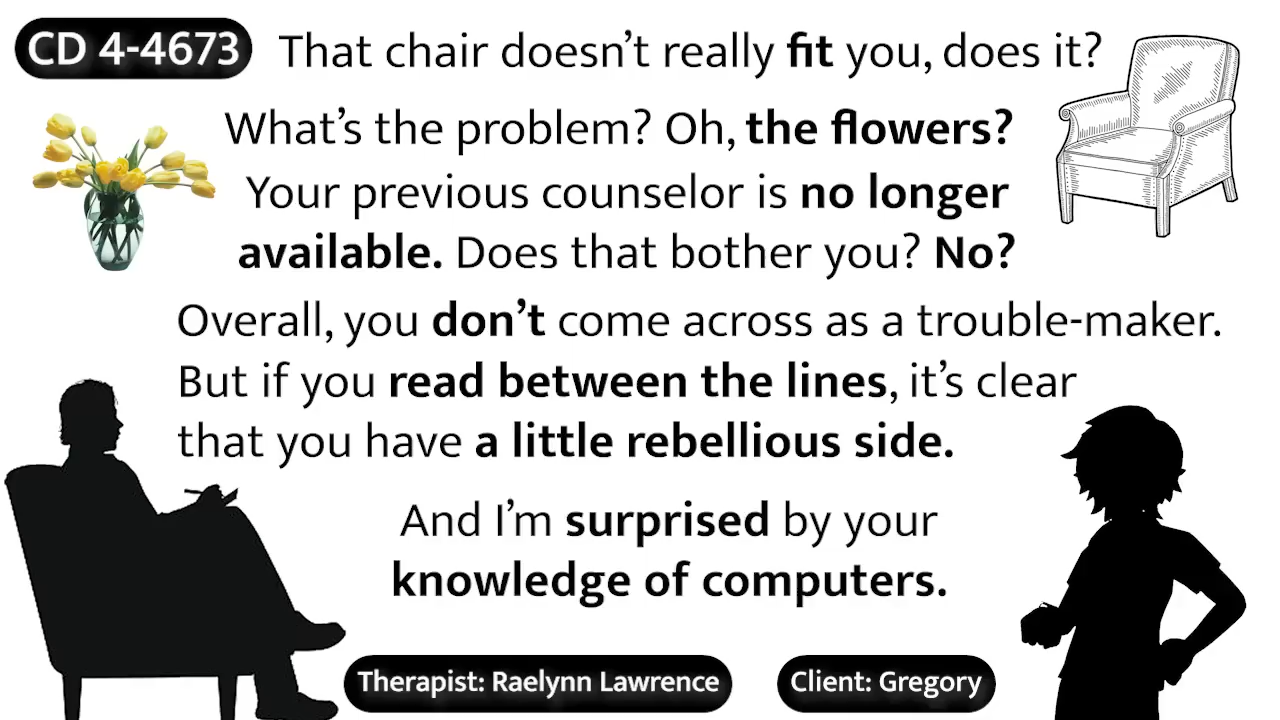 CD 4-4673
That chair doesn’t really fit you, does it?
What’s the problem? Oh, the flowers?
Your previous counselor is no longer
available. Does that bother you? No?
Overall, you don’t come across as a trouble-maker.
But if you read between the lines, it’s clear
that you have a little rebellious side.
And I’m surprised by your
knowledge of computers.
Therapist: Raelynn Lawrence
Client: Gregory